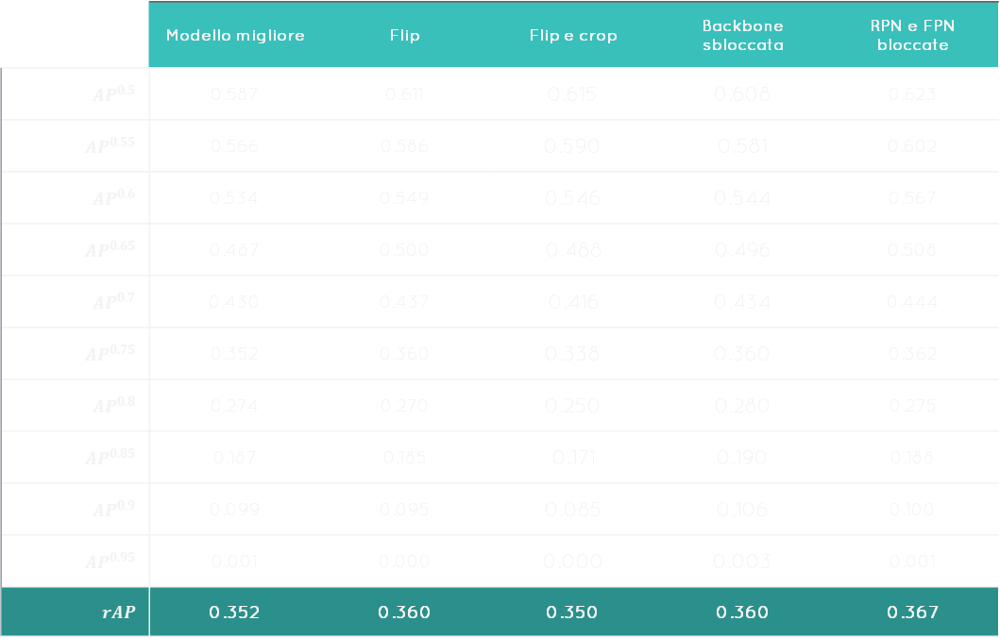 Modello migliore Flip Flip e crop Backbone sbloccata RPN e FPN bloccate
AP^0.5 0.587 0.611 0.615 0.608 0.623
AP^0.55 0.566 0.586 0.590 0.581 0.602
AP^0.6 0.534 0.549 0.546 0.544 0.567
AP^0.65 0.487 0.500 0.488 0.496 0.508
AP^0.7 0.430 0.437 0.416 0.434 0.444
AP^0.75 0.352 0.360 0.338 0.360 0.362
AP^0.8 0.274 0.270 0.250 0.280 0.275
AP^0.85 0.187 0.185 0.171 0.190 0.188
AP^0.9 0.099 0.095 0.085 0.106 0.100
AP^0.95 0.001 0.000 0.000 0.003 0.001
rAP 0.352 0.360 0.350 0.360 0.367